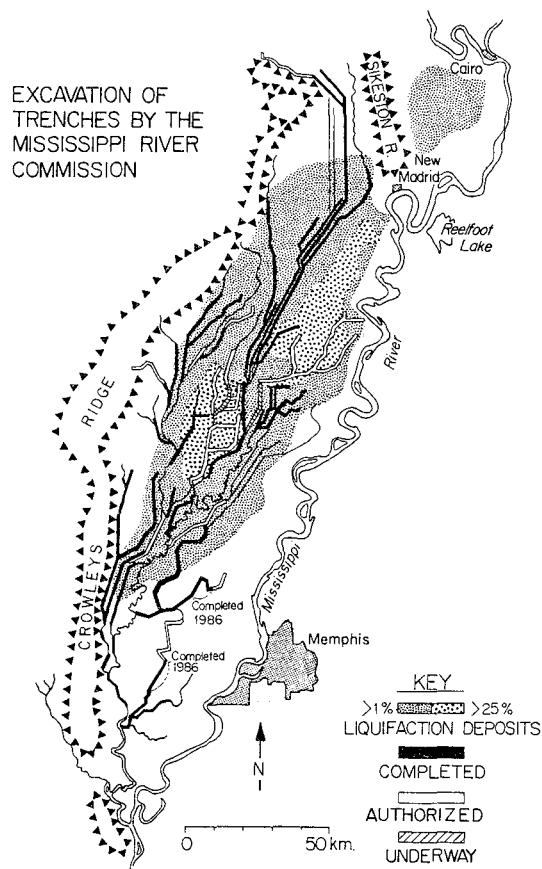 EXCAVATION OF
TRENCHES BY THE
MISSISSIPPI RIVER
COMMISSION
SIKESTON R.
Cairo
New
Madrid
Reelfoot
Lake
River
Mississippi
RIDGE
CROWLEYS
Completed
1986
Completed
1986
Memphis
N
0 50 km.
KEY
>1% >25%
LIQUIFACTION DEPOSITS
COMPLETED
AUTHORIZED
UNDERWAY